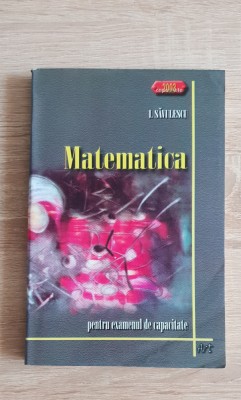 I. SĂVULESCU
Matematica
pentru examenul de capacitate